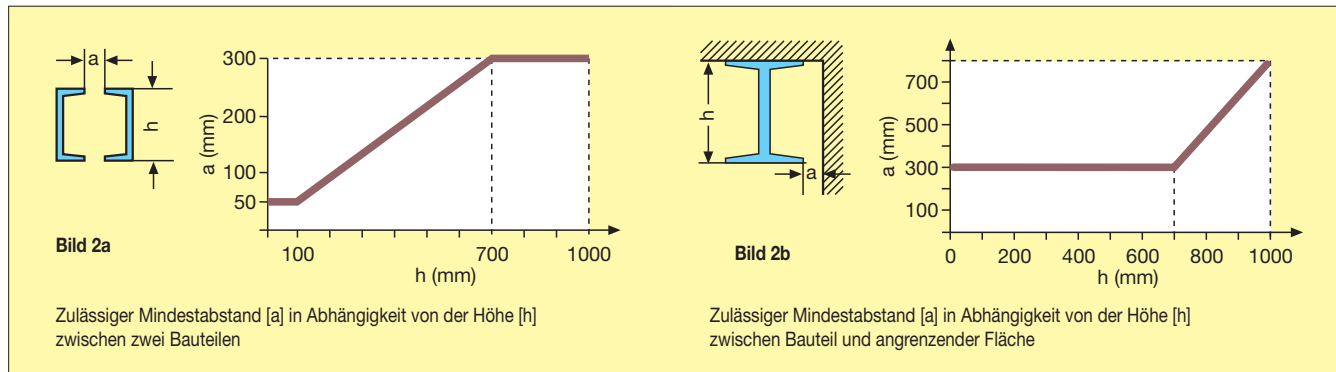 a
h
300
200
100
50
a (mm)
100 700 1000
h (mm)
Bild 2a
Zulässiger Mindestabstand [a] in Abhängigkeit von der Höhe [h]
zwischen zwei Bauteilen
h
a
700
500
300
100
a (mm)
0 200 400 600 800 1000
h (mm)
Bild 2b
Zulässiger Mindestabstand [a] in Abhängigkeit von der Höhe [h]
zwischen Bauteil und angrenzender Fläche